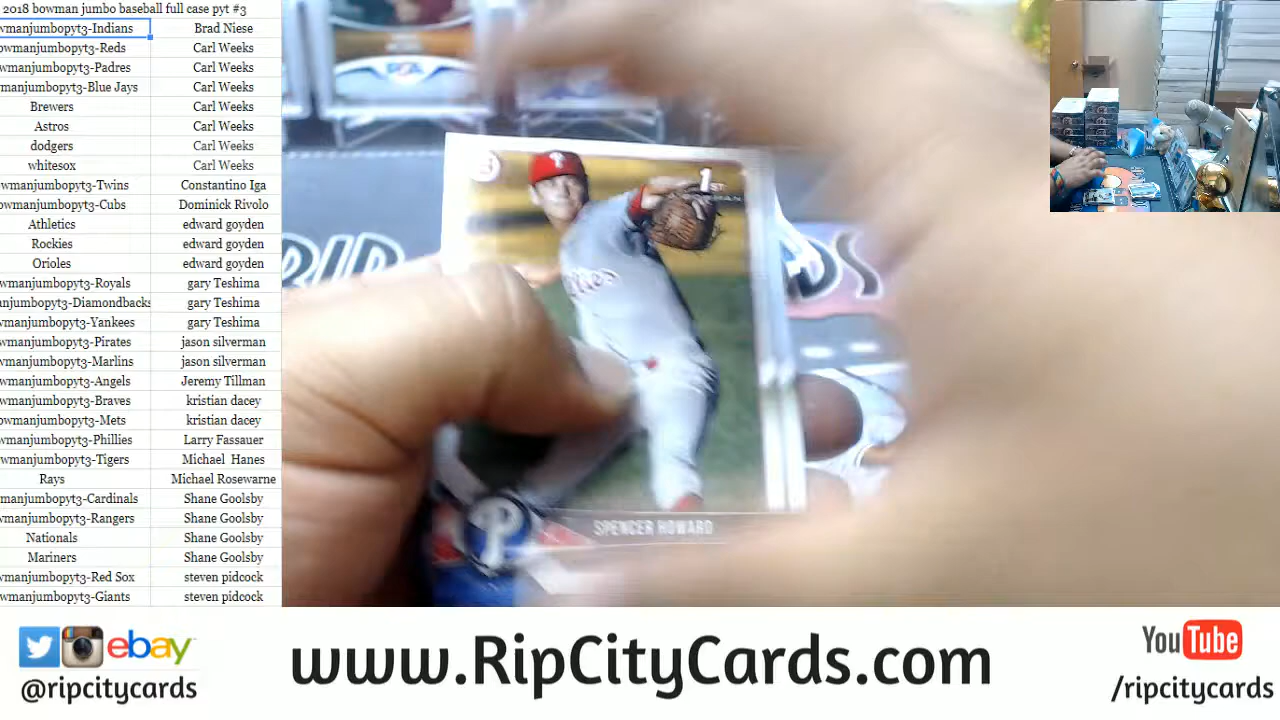 2018 bowman jumbo baseball full case pyt #3
wmanjumbopyt3-Indians Brad Niese
owmanjumbopyt3-Reds Carl Weeks
wmanjumbopyt3-Padres Carl Weeks
manjumbopyt3-Blue Jays Carl Weeks
Brewers Carl Weeks
Astros Carl Weeks
dodgers Carl Weeks
whitesox Carl Weeks
wmanjumbopyt3-Twins Constantino Iga
owmanjumbopyt3-Cubs Dominick Rivolo
Athletics edward goyden
Rockies edward goyden
Orioles edward goyden
wmanjumbopyt3-Royals gary Teshima
anjumbopyt3-Diamondbacks gary Teshima
wmanjumbopyt3-Yankees gary Teshima
wmanjumbopyt3-Pirates jason silverman
wmanjumbopyt3-Marlins jason silverman
wmanjumbopyt3-Angels Jeremy Tillman
owmanjumbopyt3-Braves kristian dacey
owmanjumbopyt3-Mets kristian dacey
wmanjumbopyt3-Phillies Larry Fassauer
wmanjumbopyt3-Tigers Michael Hanes
Rays Michael Rosewarne
manjumbopyt3-Cardinals Shane Goolsby
wmanjumbopyt3-Rangers Shane Goolsby
Nationals Shane Goolsby
Mariners Shane Goolsby
wmanjumbopyt3-Red Sox steven pidcock
wmanjumbopyt3-Giants steven pidcock
1ST
P
SPENCER HOWARD
RIP
DS
ebay
@ripcitycards
www.RipCityCards.com
YouTube
/ripcitycards